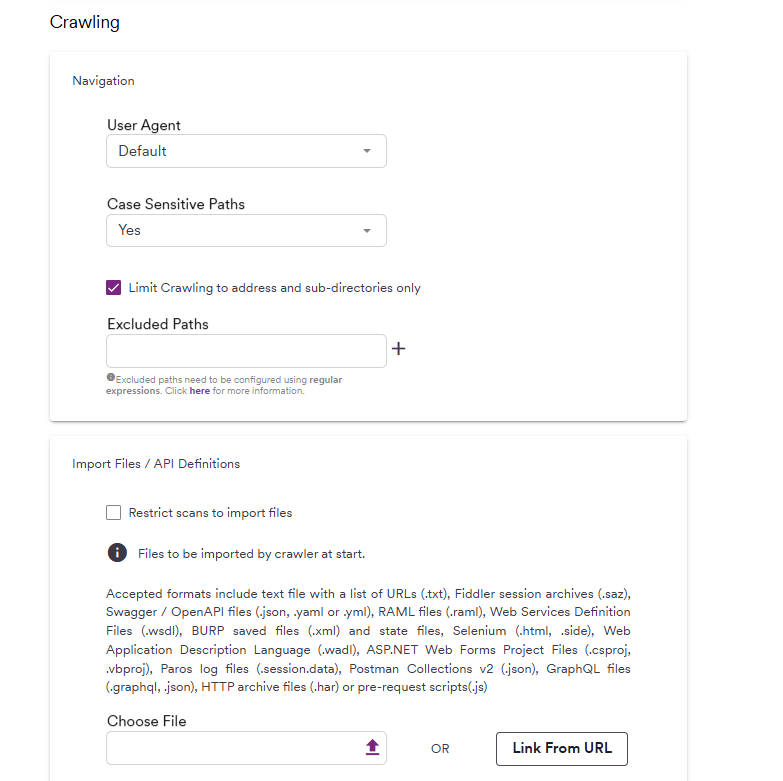 Crawling
Navigation
User Agent
Default
Case Sensitive Paths
Yes
Limit Crawling to address and sub-directories only
Excluded Paths
Excluded paths need to be configured using regular
expressions. Click here for more information.
Import Files / API Definitions
Restrict scans to import files
Files to be imported by crawler at start.
Accepted formats include text file with a list of URLs (.txt), Fiddler session archives (.saz),
Swagger / OpenAPI files (.json, .yaml or .yml), RAML files (.raml), Web Services Definition
Files (.wsdl), BURP saved files (.xml) and state files, Selenium (.html, .side), Web
Application Description Language (.wadl), ASP.NET Web Forms Project Files (.csproj,
.vbproj), Paros log files (.session.data), Postman Collections v2 (.json), GraphQL files
(.graphql, .json), HTTP archive files (.har) or pre-request scripts(.js)
Choose File
OR
Link From URL